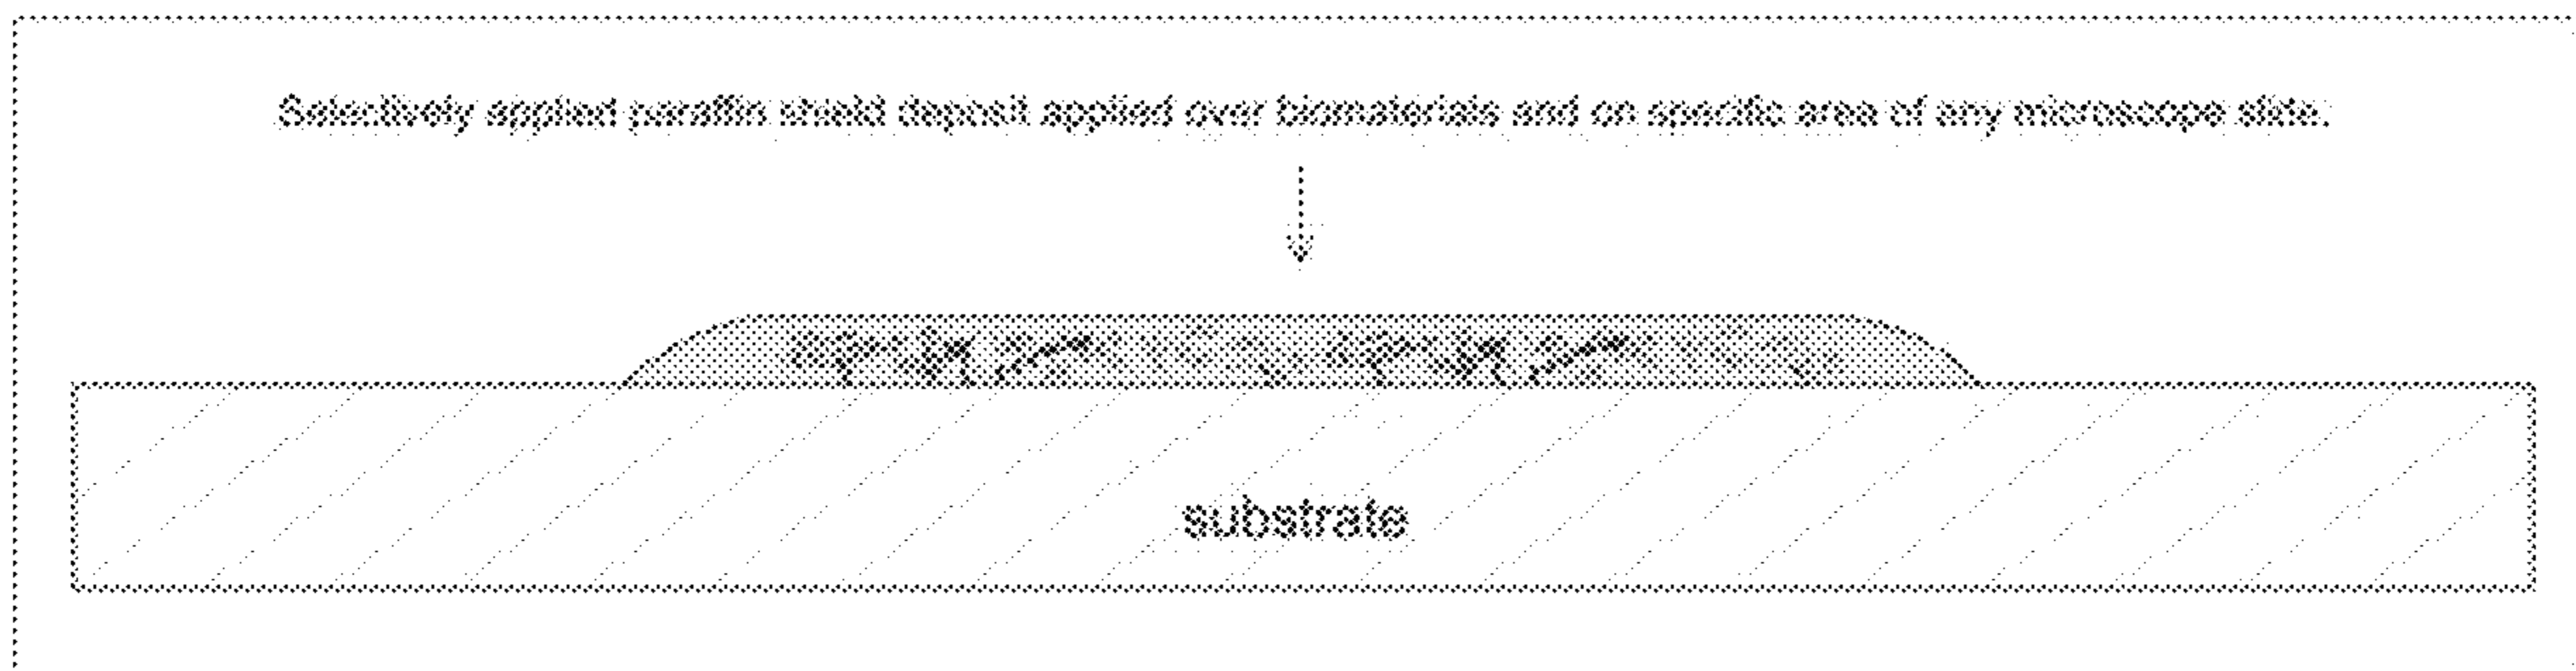 Selectively applied paraffin shield deposit applied over biomaterials and on specific area of any microscope slide.
substrate